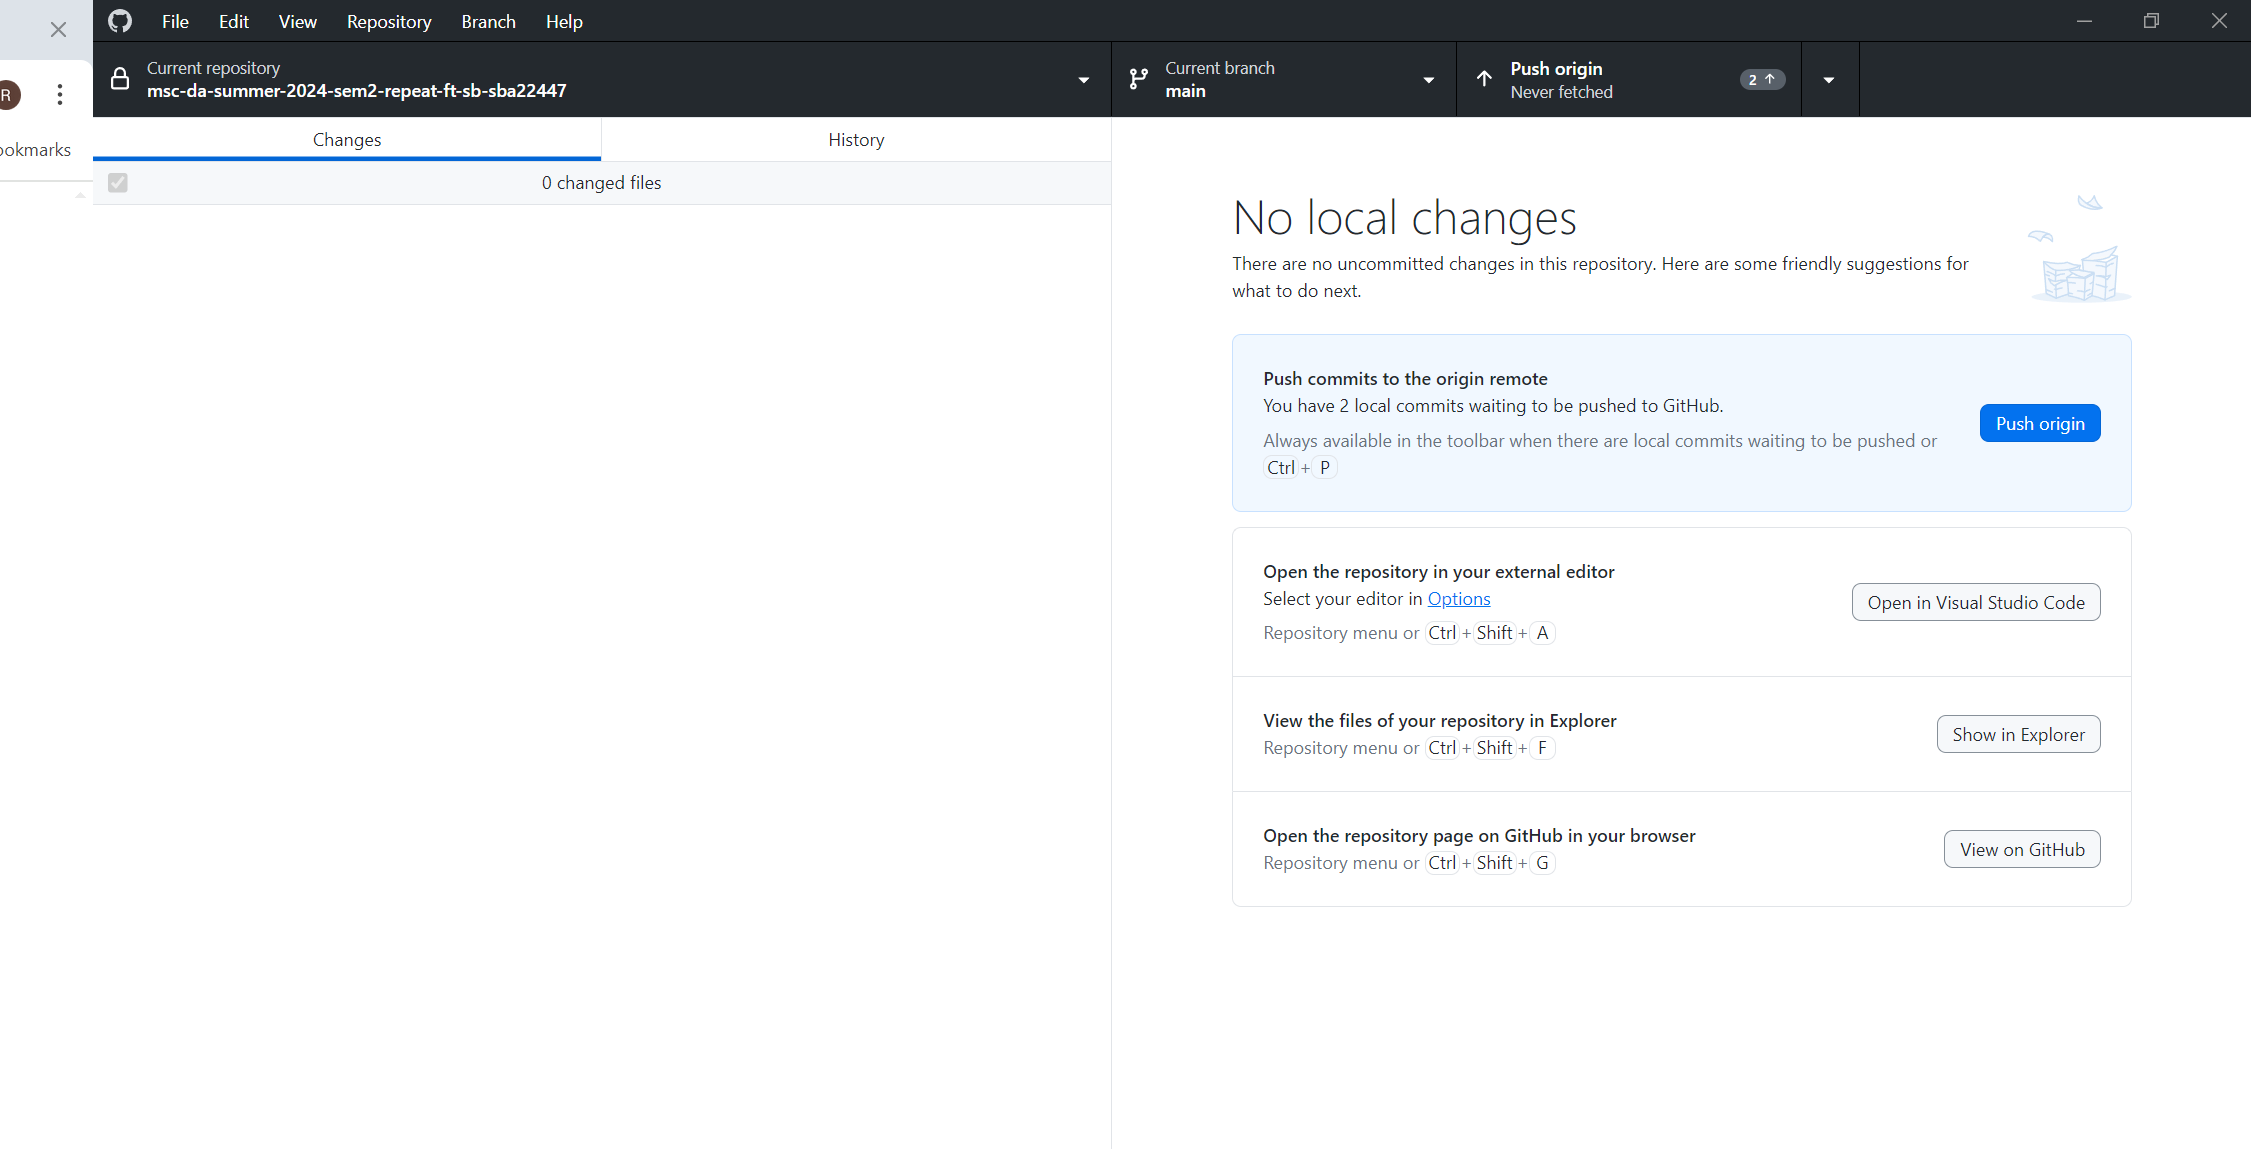 File Edit View Repository Branch Help
R
ookmarks
Current repository
msc-da-summer-2024-sem2-repeat-ft-sb-sba22447
Current branch
main
Push origin
Never fetched
2
Changes
History
0 changed files
No local changes
There are no uncommitted changes in this repository. Here are some friendly suggestions for
what to do next.
Push commits to the origin remote
You have 2 local commits waiting to be pushed to GitHub.
Always available in the toolbar when there are local commits waiting to be pushed or
Ctrl + P
Push origin
Open the repository in your external editor
Select your editor in Options
Repository menu or Ctrl + Shift + A
Open in Visual Studio Code
View the files of your repository in Explorer
Repository menu or Ctrl + Shift + F
Show in Explorer
Open the repository page on GitHub in your browser
Repository menu or Ctrl + Shift + G
View on GitHub